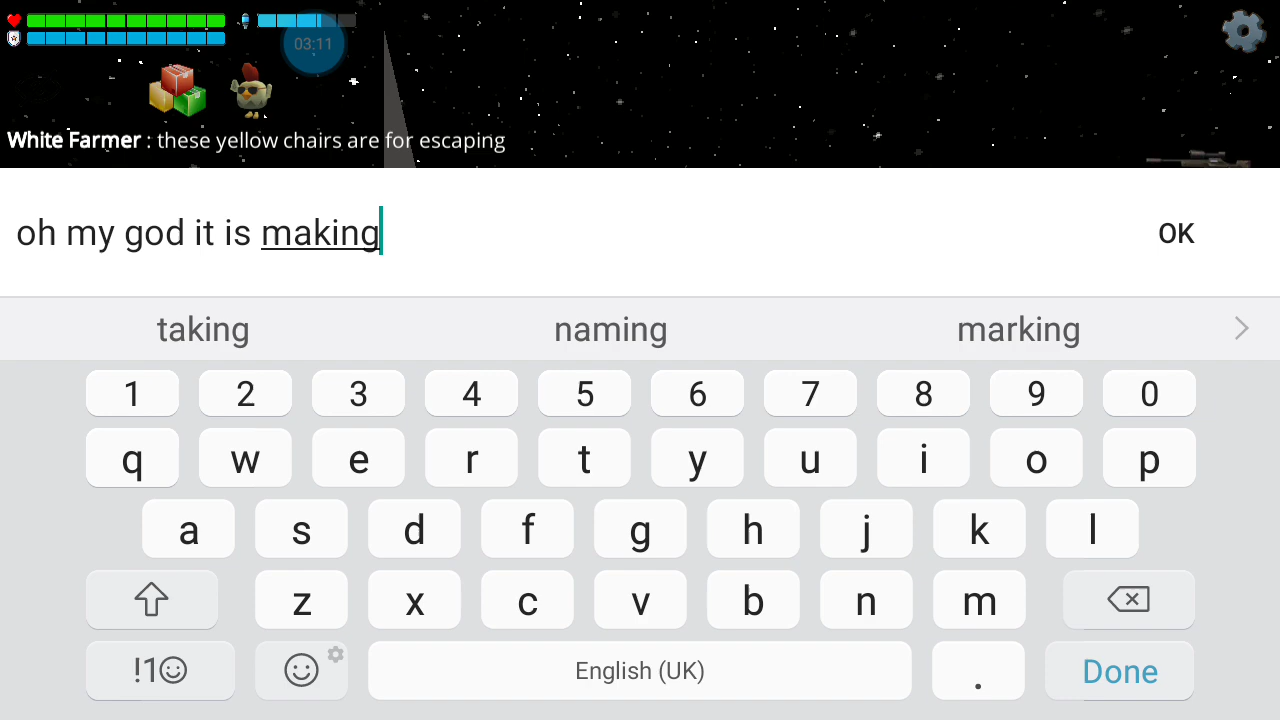 03:11
White Farmer : these yellow chairs are for escaping
oh my god it is making
OK
taking naming marking
1 2 3 4 5 6 7 8 9 0
q w e r t y u i o p
a s d f g h j k l
z x c v b n m
!1☺ English (UK) . Done